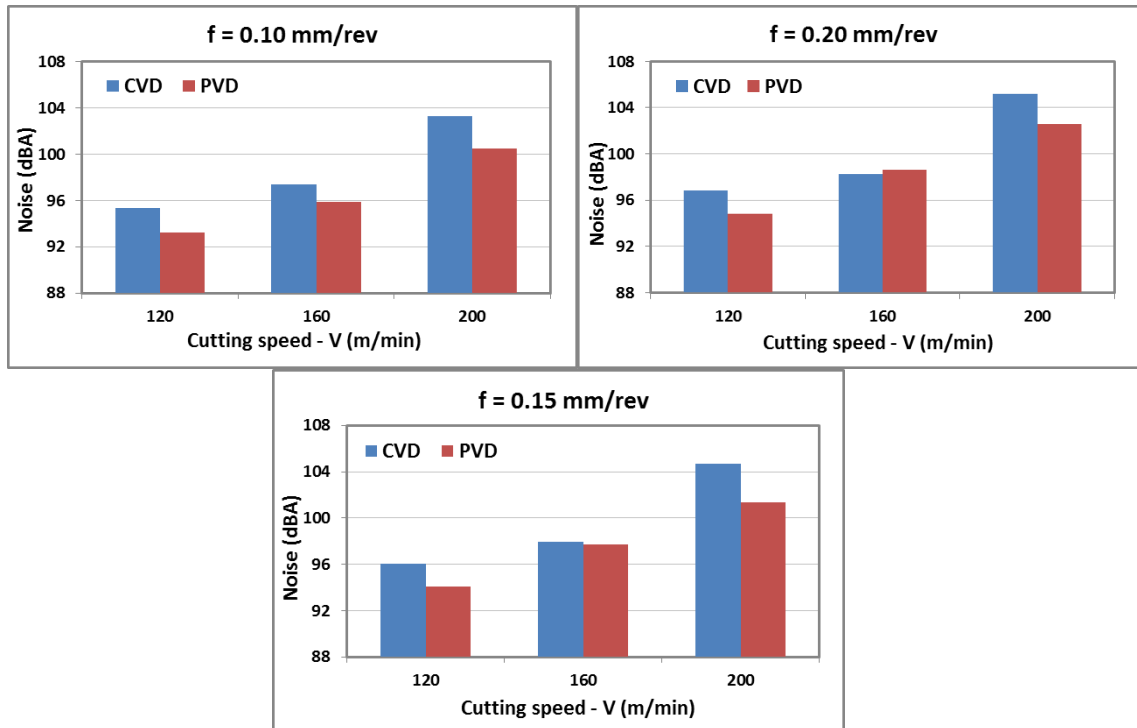 f = 0.10 mm/rev
108
104
100
96
92
88
Noise (dBA)
CVD PVD
120 160 200
Cutting speed - V (m/min)
f = 0.20 mm/rev
108
104
100
96
92
88
Noise (dBA)
CVD PVD
120 160 200
Cutting speed - V (m/min)
f = 0.15 mm/rev
108
104
100
96
92
88
Noise (dBA)
CVD PVD
120 160 200
Cutting speed - V (m/min)